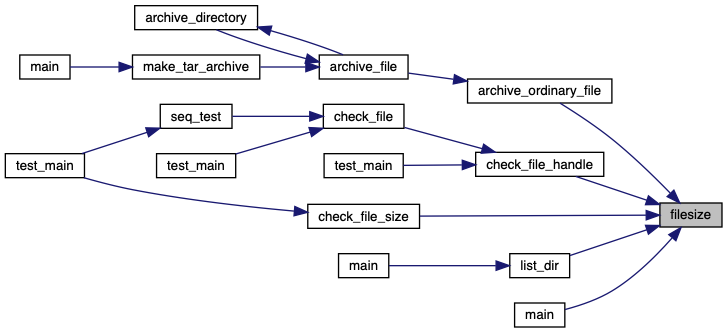 archive_directory
main
make_tar_archive
archive_file
archive_ordinary_file
seq_test
check_file
test_main
test_main
test_main
check_file_handle
check_file_size
filesize
main
list_dir
main